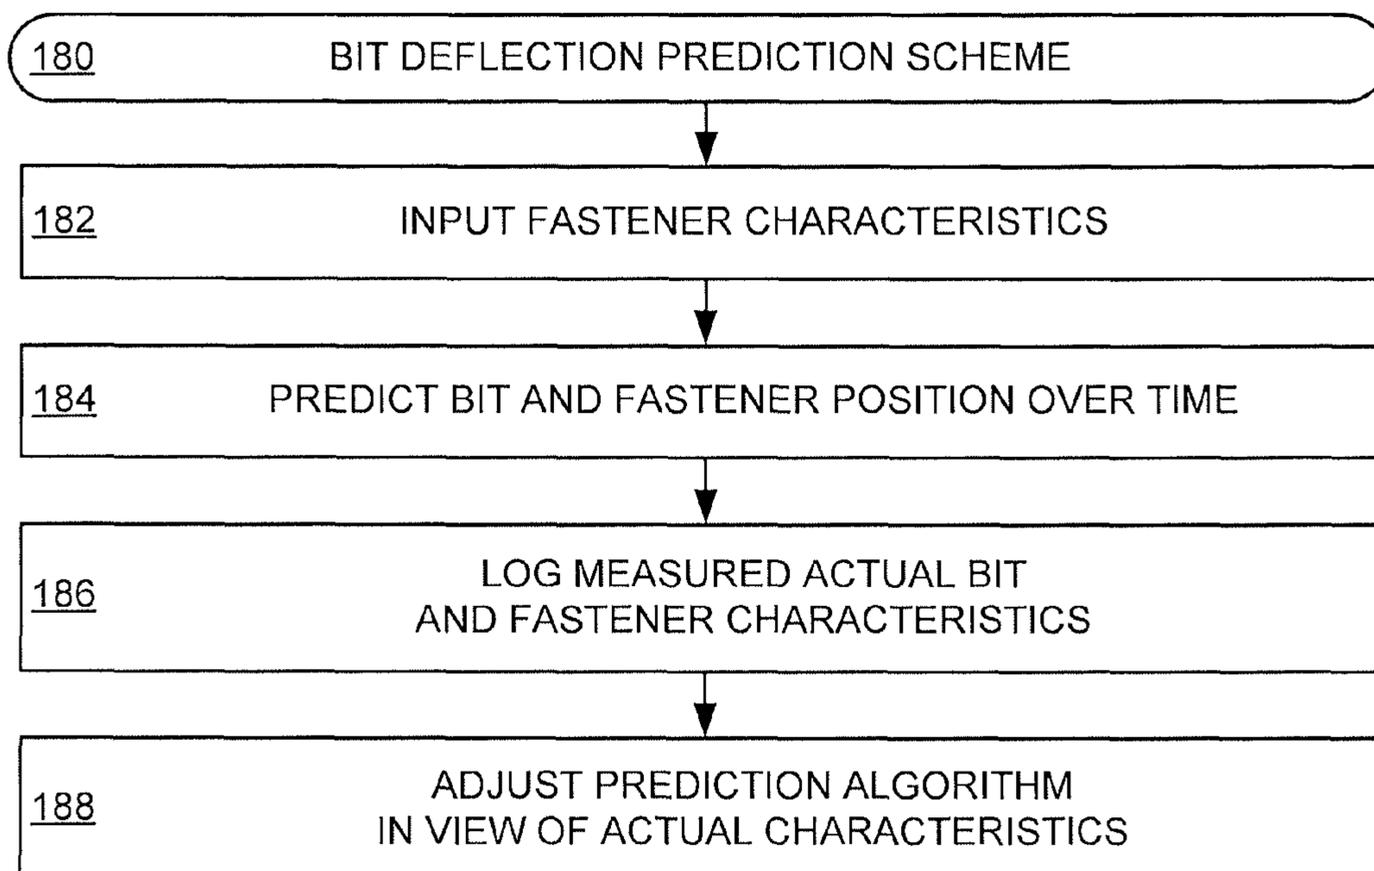 180 BIT DEFLECTION PREDICTION SCHEME
182 INPUT FASTENER CHARACTERISTICS
184 PREDICT BIT AND FASTENER POSITION OVER TIME
186 LOG MEASURED ACTUAL BIT
AND FASTENER CHARACTERISTICS
188 ADJUST PREDICTION ALGORITHM
IN VIEW OF ACTUAL CHARACTERISTICS